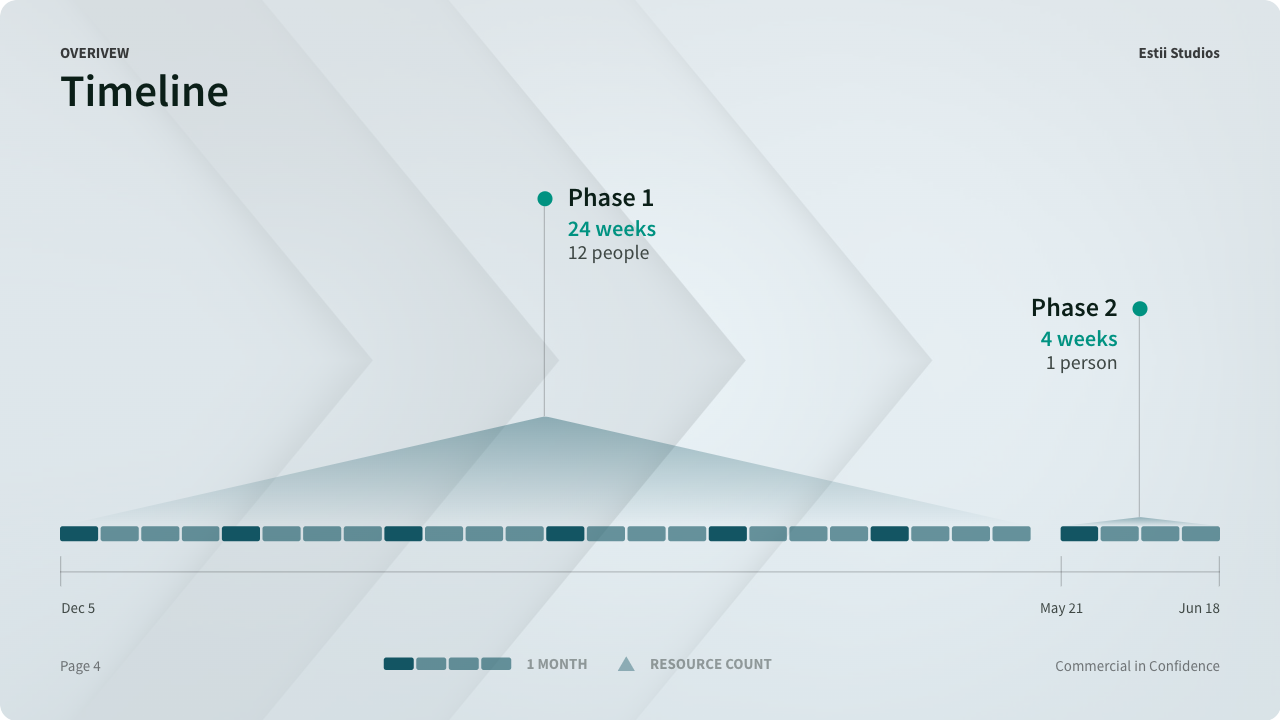 OVERIVEW
Estii Studios
Timeline
Phase 1
24 weeks
12 people
Phase 2
4 weeks
1 person
Dec 5
May 21
Jun 18
Page 4
1 MONTH
RESOURCE COUNT
Commercial in Confidence